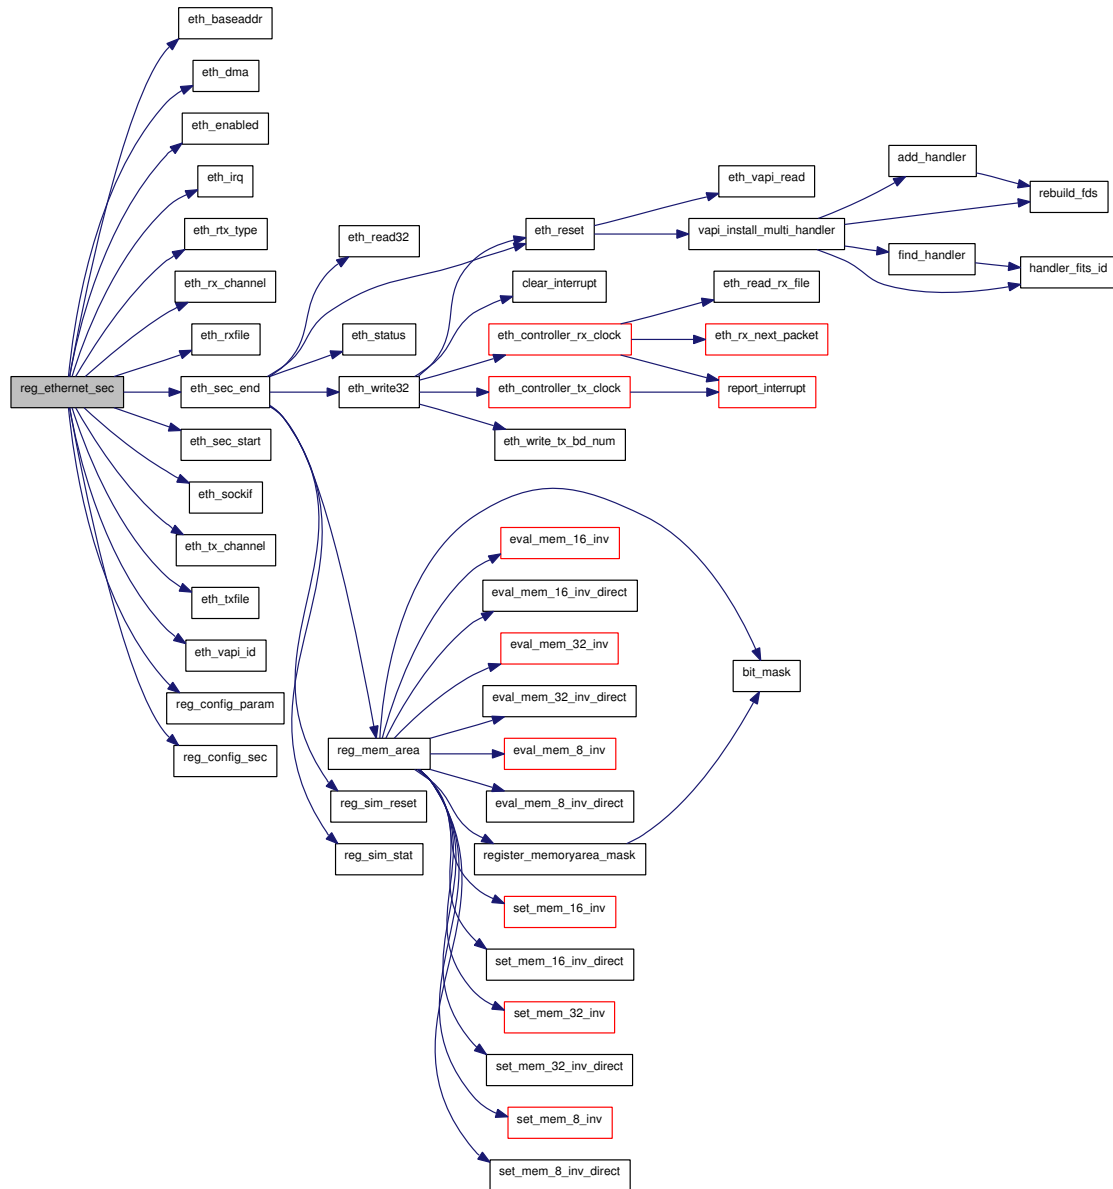 eth_baseaddr
eth_dma
eth_enabled
eth_irq
eth_rtx_type
eth_rx_channel
eth_rxfile
reg_ethernet_sec
eth_sec_end
eth_sec_start
eth_sockif
eth_tx_channel
eth_txfile
eth_vapi_id
reg_config_param
reg_config_sec
eth_read32
eth_status
eth_write32
reg_mem_area
reg_sim_reset
reg_sim_stat
eth_reset
clear_interrupt
eth_controller_rx_clock
eth_controller_tx_clock
eth_write_tx_bd_num
eval_mem_16_inv
eval_mem_16_inv_direct
eval_mem_32_inv
eval_mem_32_inv_direct
eval_mem_8_inv
eval_mem_8_inv_direct
register_memoryarea_mask
set_mem_16_inv
set_mem_16_inv_direct
set_mem_32_inv
set_mem_32_inv_direct
set_mem_8_inv
set_mem_8_inv_direct
eth_vapi_read
vapi_install_multi_handler
eth_read_rx_file
eth_rx_next_packet
report_interrupt
bit_mask
add_handler
find_handler
rebuild_fds
handler_fits_id